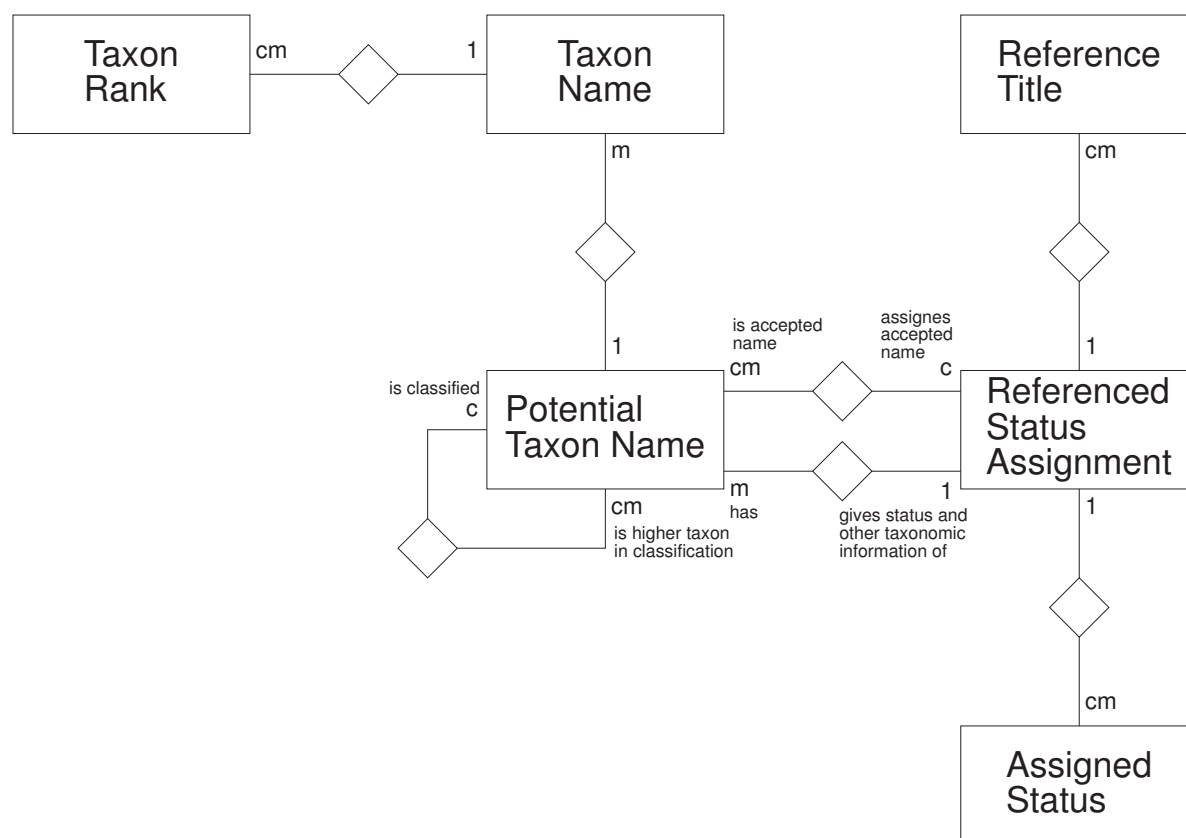 Taxon
Rank
cm
1
Taxon
Name
m
Reference
Title
cm
1
1
is accepted
name
cm
assignes
accepted
name
c
is classified
c
Potential
Taxon Name
Referenced
Status
Assignment
cm
is higher taxon
in classification
m
has
1
gives status and
other taxonomic
information of
1
cm
Assigned
Status